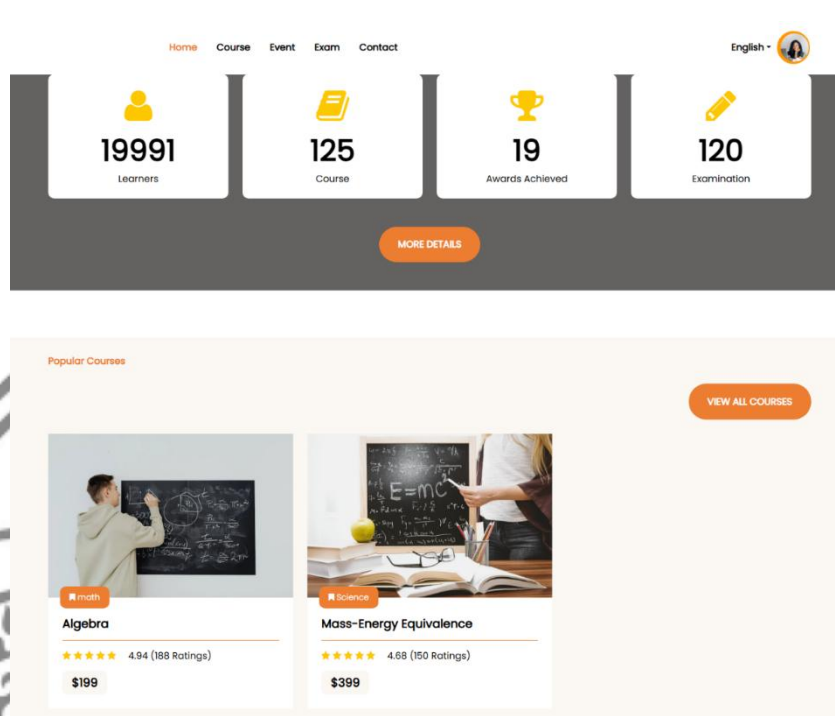 Home Course Event Exam Contact English
19991 125 19 120
Learners Course Awards Achieved Examination
MORE DETAILS
Popular Courses
VIEW ALL COURSES
E=mc²
math Science
Algebra Mass-Energy Equivalence
4.94 (188 Ratings) 4.68 (150 Ratings)
$199 $399